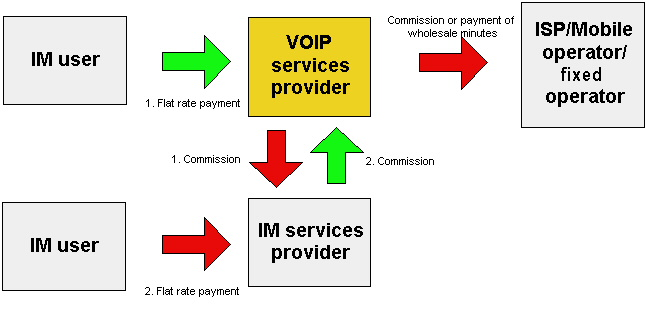 IM user
VOIP
services
provider
Commission or payment of
wholesale minutes
ISP/Mobile
operator/
fixed
operator
1. Flat rate payment
1. Commission
2. Commission
IM user
IM services
provider
2. Flat rate payment